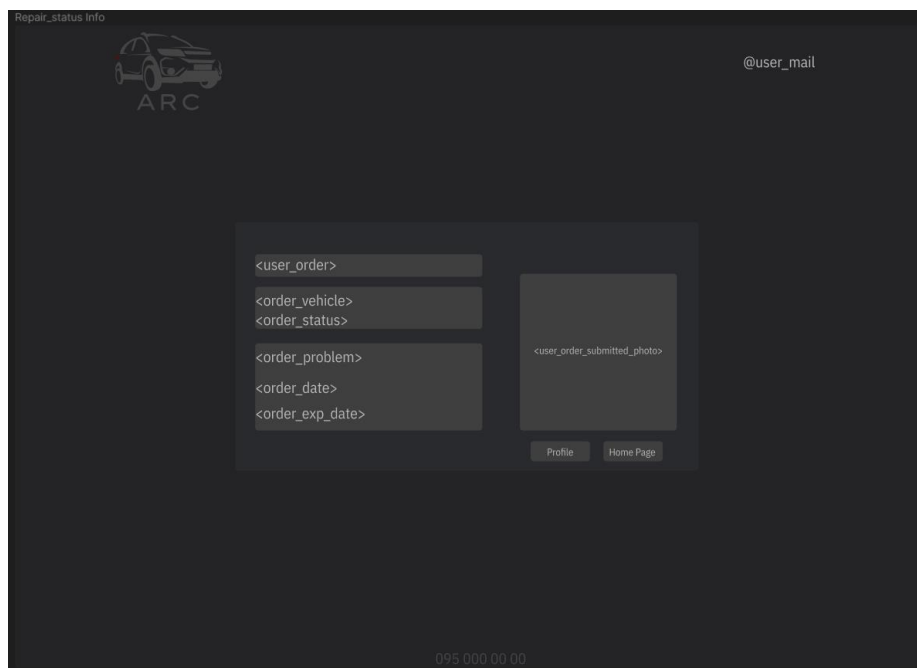 Repair_status Info
ARC
@user_mail
<user_order>
<order_vehicle>
<order_status>
<order_problem>
<order_date>
<order_exp_date>
<user_order_submitted_photo>
Profile
Home Page
095 000 00 00